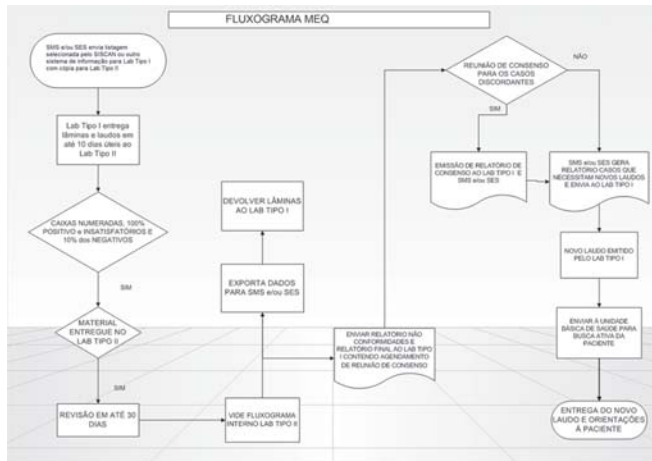 FLUXOGRAMA MEQ
SMS e/ou SES envia listagem
selecionada pelo SISCAN ou outro
sistema de informação para Lab Tipo I
com cópia para Lab Tipo II
Lab Tipo I entrega
lâminas e laudos em
até 10 dias úteis ao
Lab Tipo II
CAIXAS NUMERADAS, 100%
POSITIVO e INSATISFATÓRIOS E
10% dos NEGATIVOS
SIM
MATERIAL
ENTREGUE NO
LAB TIPO II
SIM
REVISÃO EM ATÉ 30
DIAS
VIDE FLUXOGRAMA
INTERNO LAB TIPO II
EXPORTA DADOS
PARA SMS e/ou SES
DEVOLVER LÂMINAS
AO LAB TIPO I
ENVIAR RELATÓRIO NÃO
CONFORMIDADES E
RELATÓRIO FINAL AO LAB TIPO
I CONTENDO AGENDAMENTO
DE REUNIÃO DE CONSENSO
REUNIÃO DE CONSENSO
PARA OS CASOS
DISCORDANTES
NÃO
SIM
EMISSÃO DE RELATÓRIO DE
CONSENSO AO LAB TIPO I E
SMS e/ou SES
SMS e/ou SES GERA
RELATÓRIO CASOS QUE
NECESSITAM NOVOS LAUDOS
E ENVIA AO LAB TIPO I
NOVO LAUDO EMITIDO
PELO LAB TIPO I
ENVIAR À UNIDADE
BÁSICA DE SAÚDE PARA
BUSCA ATIVA DA
PACIENTE
ENTREGA DO NOVO
LAUDO E ORIENTAÇÕES
À PACIENTE